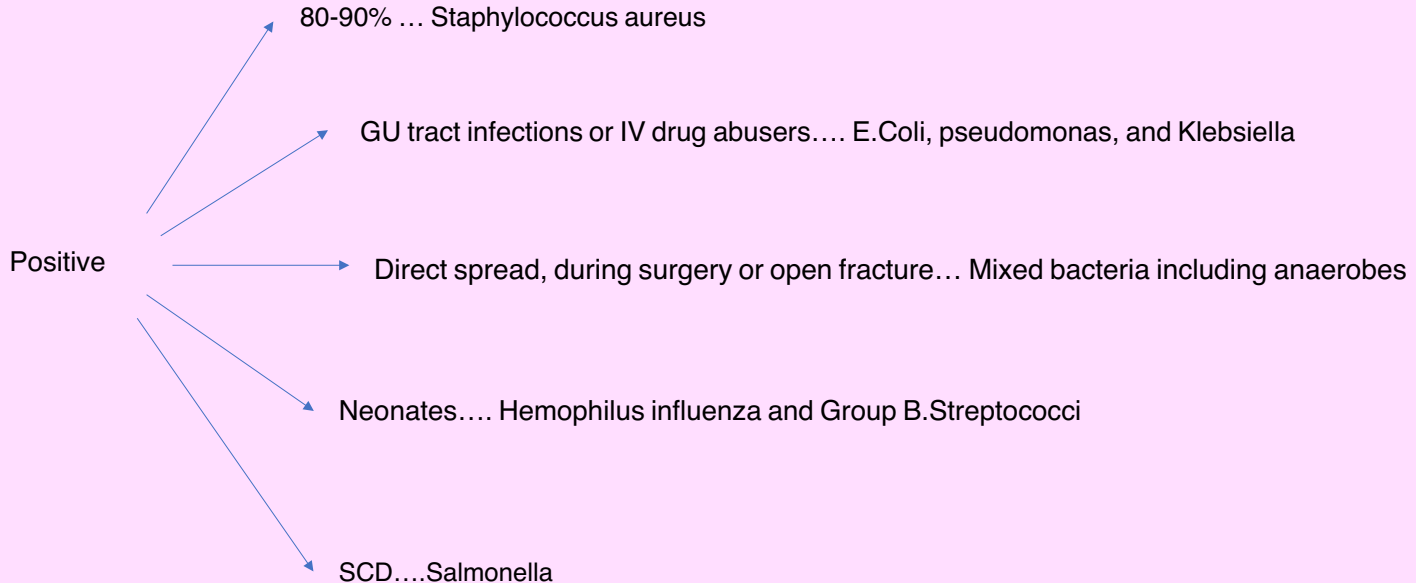 80-90% … Staphylococcus aureus
GU tract infections or IV drug abusers…. E.Coli, pseudomonas, and Klebsiella
Positive
Direct spread, during surgery or open fracture… Mixed bacteria including anaerobes
Neonates…. Hemophilus influenza and Group B.Streptococci
SCD….Salmonella